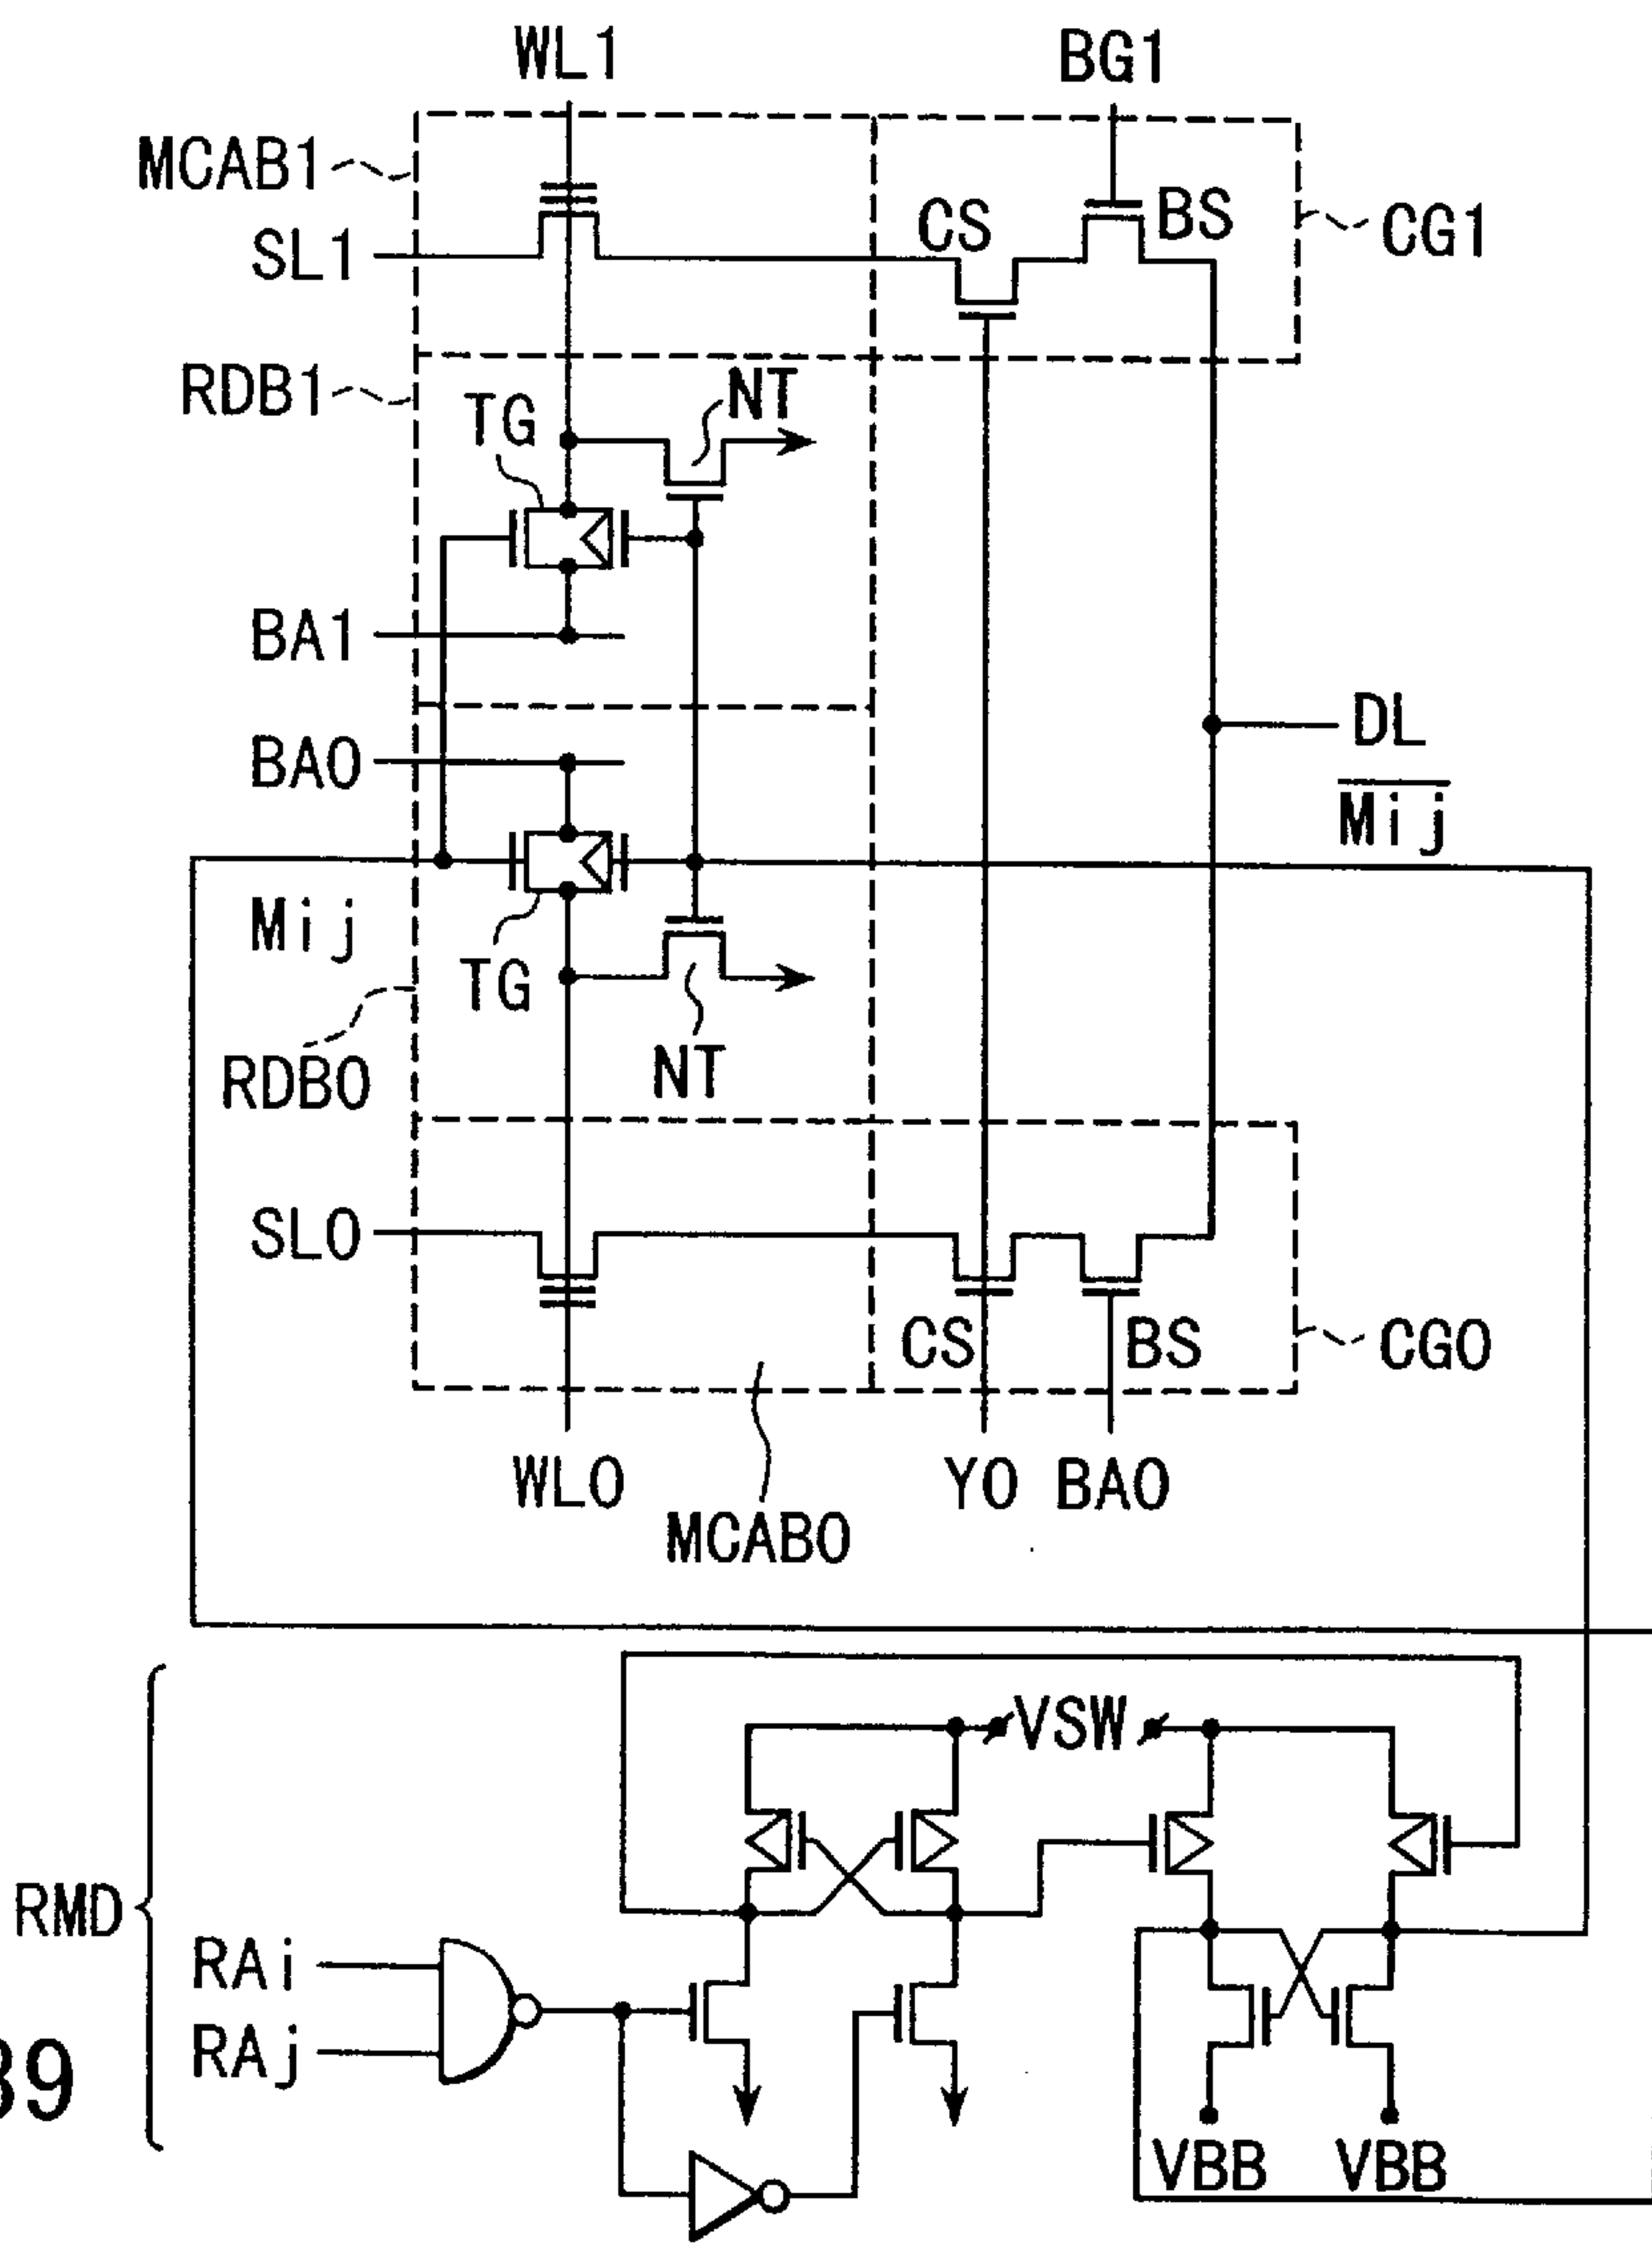 WL1
BG1
MCAB1
CS
BS
CG1
SL1
RDB1
NT
TG
BA1
DL
BA0
Mij
Mij
TG
RDB0
NT
SL0
CS
BS
CG0
WL0
Y0
BA0
MCAB0
VSW
RMD
RAi
RAj
39
VBB
VBB